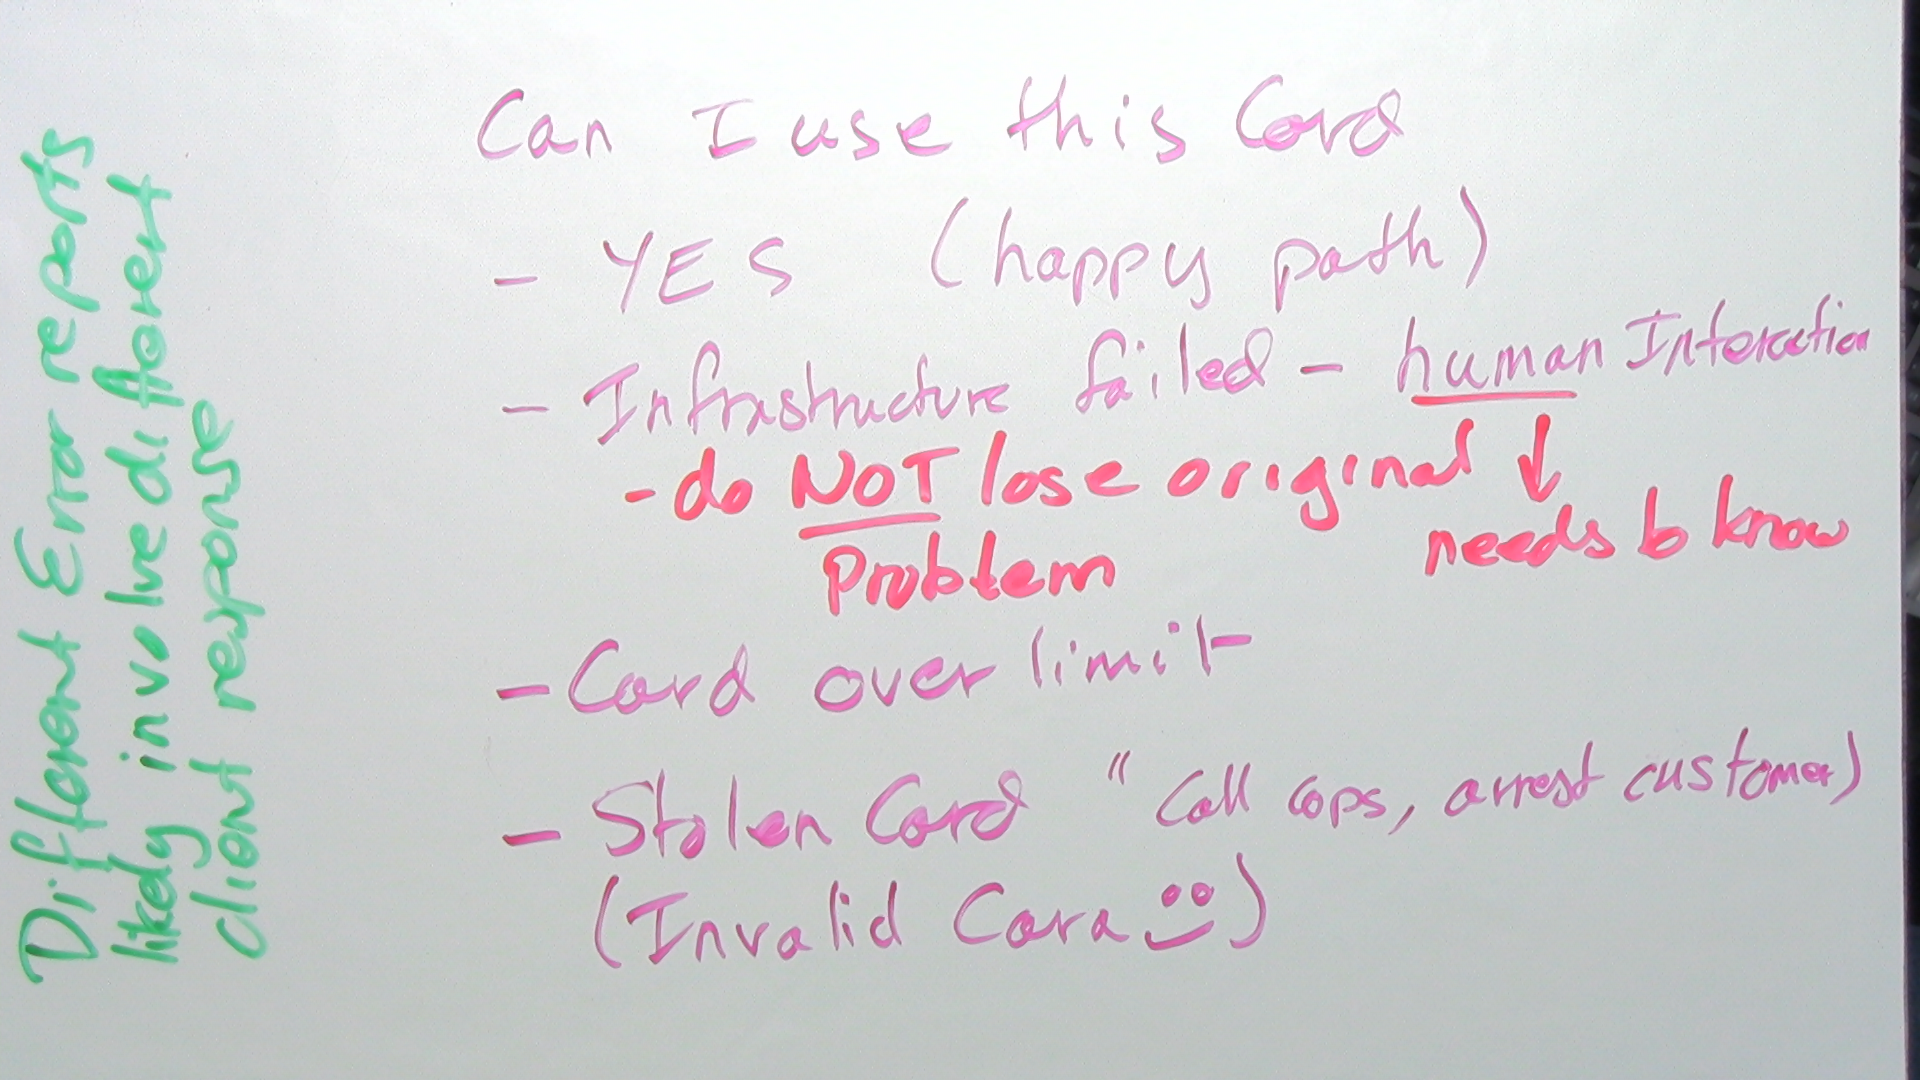 Can I use this Card
- YES (happy path)
- Infrastructure failed - human Interaction
- do NOT lose original
problem
↓
needs to know
- Card over limit
- Stolen Card " Call cops, arrest customer)
(Invalid Card)
Different Error reports
likely involve different
client response